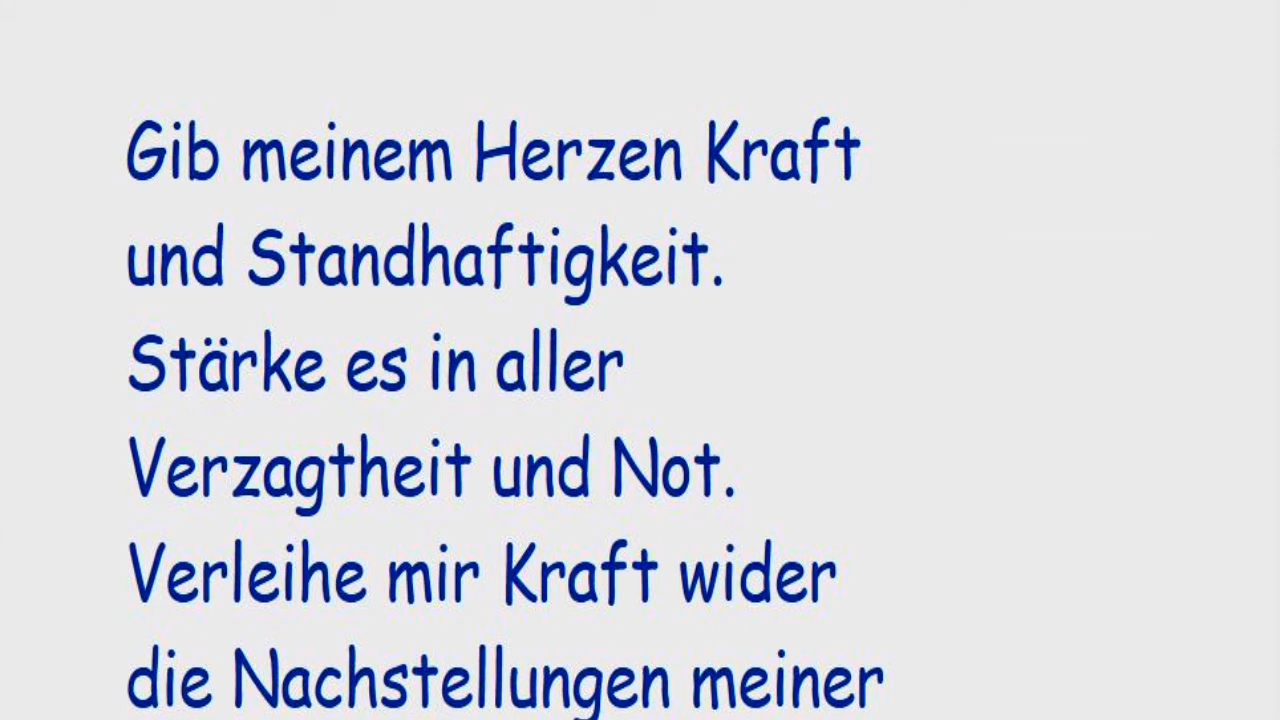 Gib meinem Herzen Kraft
und Standhaftigkeit.
Stärke es in aller
Verzagtheit und Not.
Verleihe mir Kraft wider
die Nachstellungen meiner